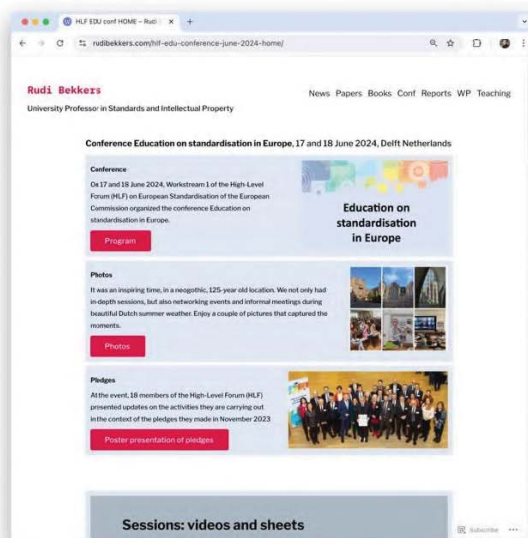 HLF EDU conf HOME – Rudi
rudibekkers.com/hlf-edu-conference-june-2024-home/
Rudi Bekkers
University Professor in Standards and Intellectual Property
News Papers Books Conf Reports WP Teaching
Conference Education on standardisation in Europe, 17 and 18 June 2024, Delft Netherlands
Conference
On 17 and 18 June 2024, Workstream 1 of the High-Level
Forum (HLF) on European Standardisation of the European
Commission organized the conference Education on
standardisation in Europe.
Program
Education on
standardisation
in Europe
Photos
It was an inspiring time, in a neogothic, 125-year old location. We not only had
in-depth sessions, but also networking events and informal meetings during
beautiful Dutch summer weather. Enjoy a couple of pictures that captured the
moments.
Photos
Pledges
At the event, 18 members of the High-Level Forum (HLF)
presented updates on the activities they are carrying out
in the context of the pledges they made in November 2023
Poster presentation of pledges
Sessions: videos and sheets
Subscribe